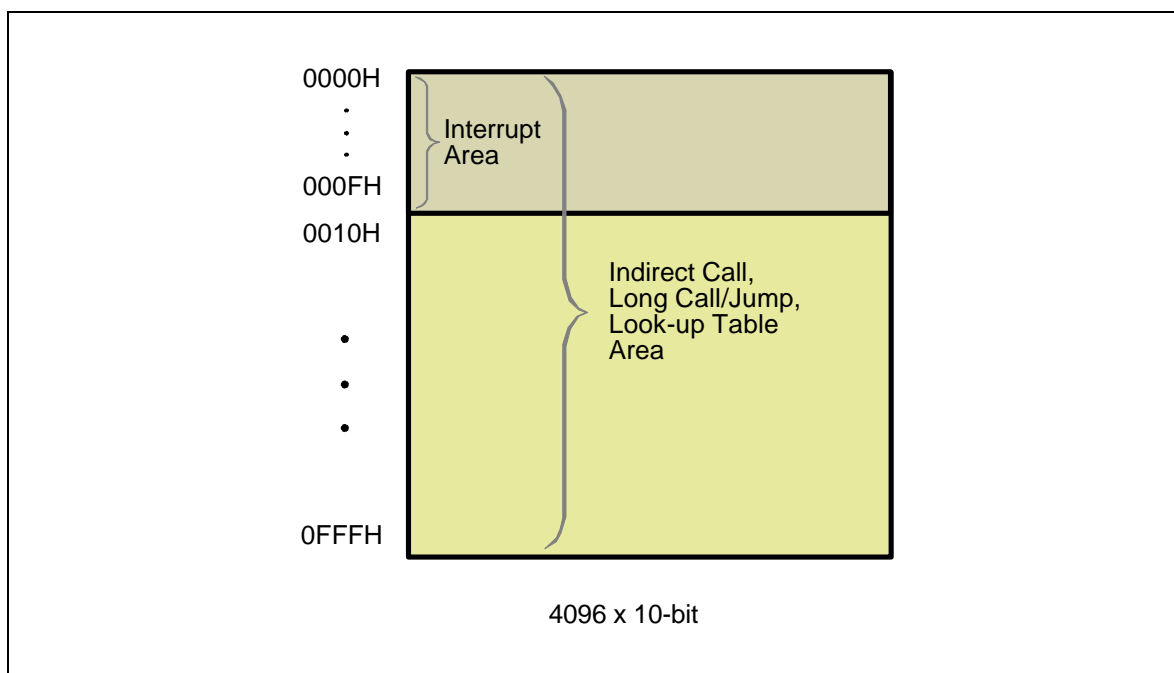 0000H
Interrupt
Area
000FH
0010H
Indirect Call,
Long Call/Jump,
Look-up Table
Area
0FFFH
4096 x 10-bit